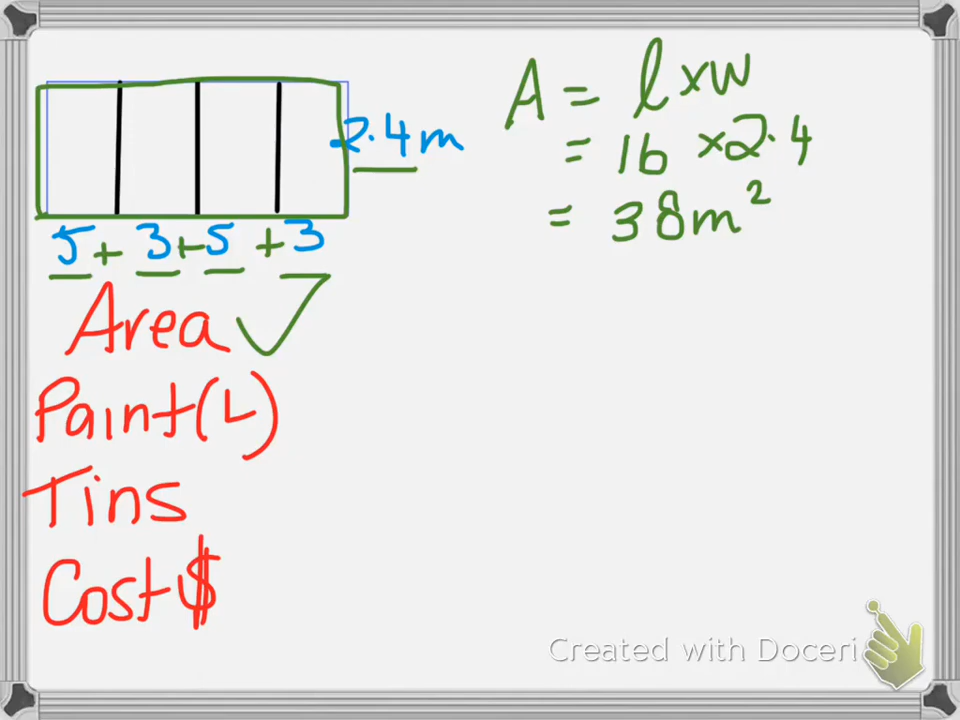 2.4m
5 + 3 + 5 + 3
Area ✓
Paint (L)
Tins
Cost $
A = l × w
= 16 × 2.4
= 38m²
Created with Doceri